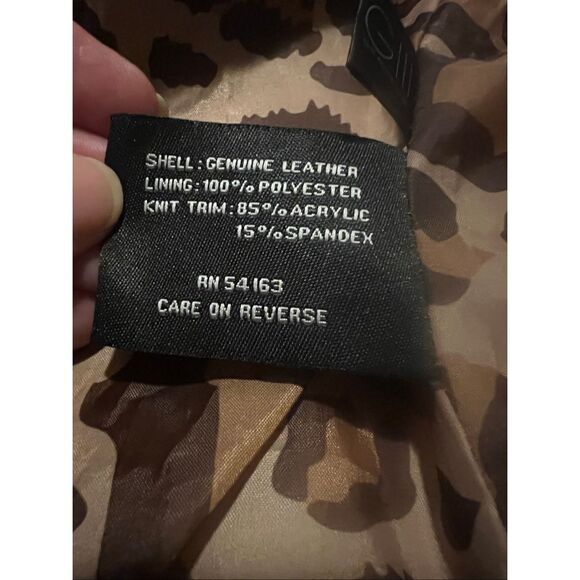 SHELL: GENUINE LEATHER
LINING: 100% POLYESTER
KNIT TRIM: 85% ACRYLIC
15% SPANDEX
RN 54163
CARE ON REVERSE